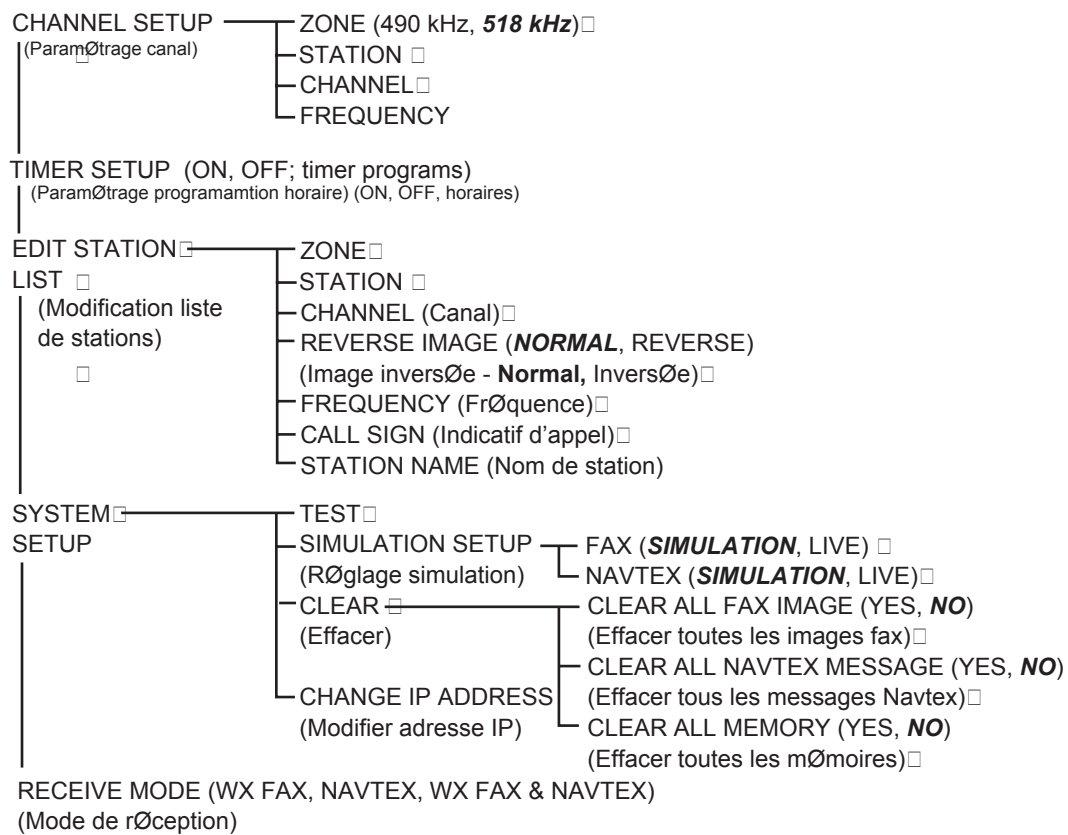 CHANNEL SETUP
(ParamØtrage canal)
ZONE (490 kHz, 518 kHz)
STATION
CHANNEL
FREQUENCY
TIMER SETUP (ON, OFF; timer programs)
(ParamØtrage programamtion horaire) (ON, OFF, horaires)
EDIT STATION
LIST
(Modification liste
de stations)
ZONE
STATION
CHANNEL (Canal)
REVERSE IMAGE (NORMAL, REVERSE)
(Image inversØe - Normal, InversØe)
FREQUENCY (FrØquence)
CALL SIGN (Indicatif d'appel)
STATION NAME (Nom de station)
SYSTEM
SETUP
TEST
SIMULATION SETUP
(RØglage simulation)
FAX (SIMULATION, LIVE)
NAVTEX (SIMULATION, LIVE)
CLEAR
(Effacer)
CLEAR ALL FAX IMAGE (YES, NO)
(Effacer toutes les images fax)
CLEAR ALL NAVTEX MESSAGE (YES, NO)
(Effacer tous les messages Navtex)
CLEAR ALL MEMORY (YES, NO)
(Effacer toutes les mØmoires)
CHANGE IP ADDRESS
(Modifier adresse IP)
RECEIVE MODE (WX FAX, NAVTEX, WX FAX & NAVTEX)
(Mode de rØception)